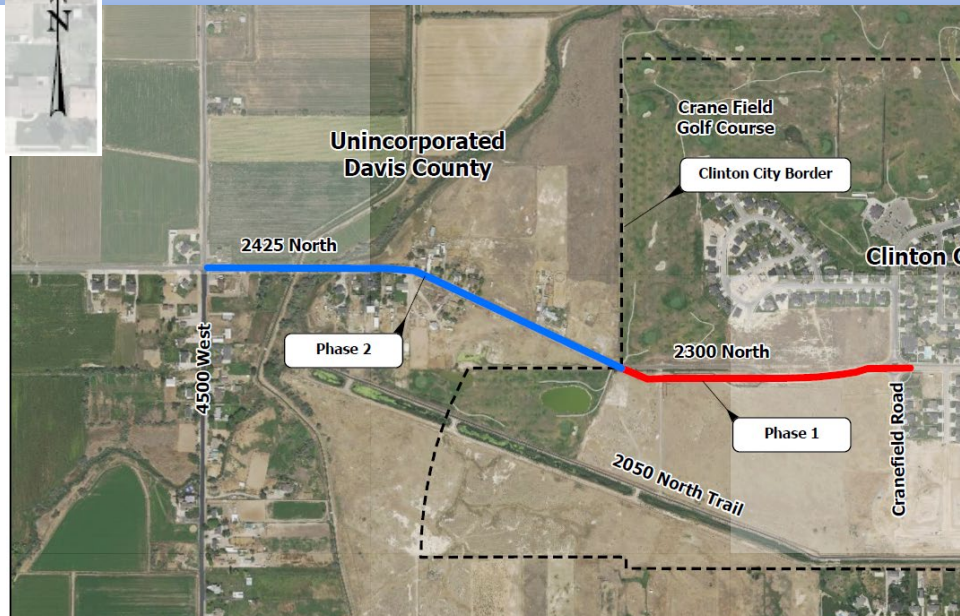 N
Unincorporated
Davis County
Crane Field
Golf Course
Clinton City Border
Clinton
2425 North
Phase 2
4500 West
2300 North
Phase 1
2050 North Trail
Cranefield Road